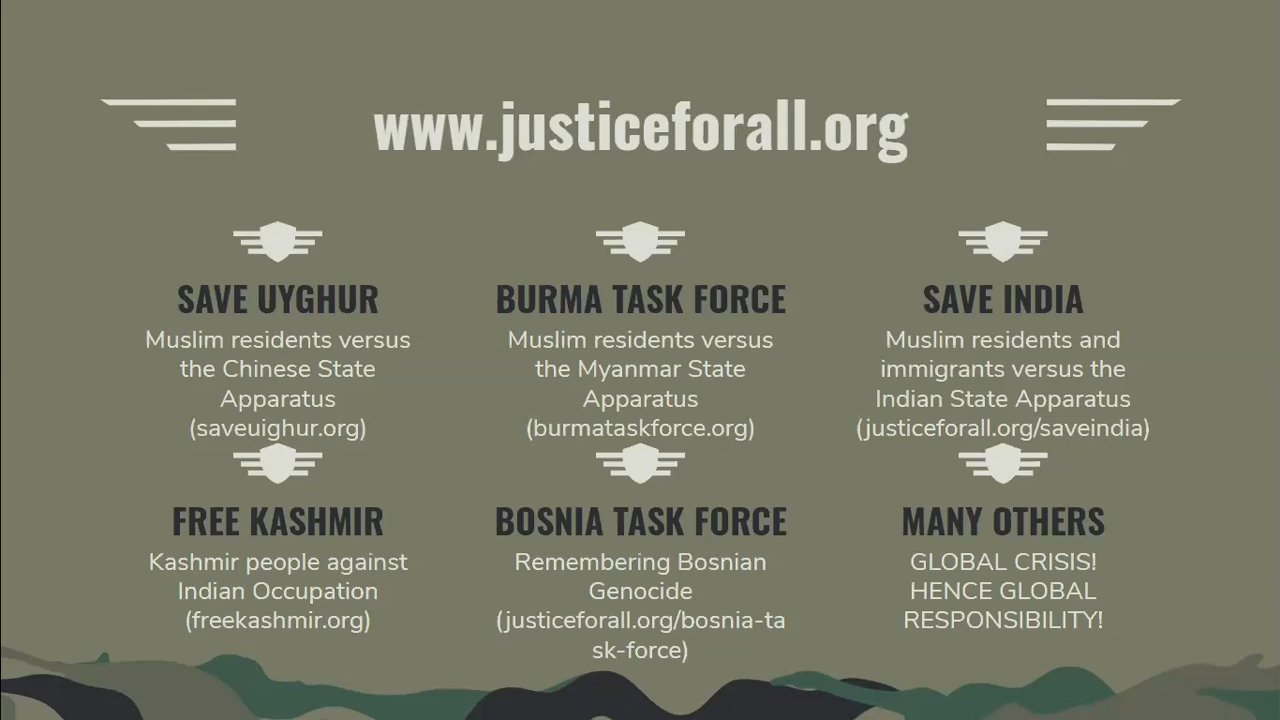 www.justiceforall.org
SAVE UYGHUR
Muslim residents versus
the Chinese State
Apparatus
(saveuighur.org)
BURMA TASK FORCE
Muslim residents versus
the Myanmar State
Apparatus
(burmataskforce.org)
SAVE INDIA
Muslim residents and
immigrants versus the
Indian State Apparatus
(justiceforall.org/saveindia)
FREE KASHMIR
Kashmir people against
Indian Occupation
(freekashmir.org)
BOSNIA TASK FORCE
Remembering Bosnian
Genocide
(justiceforall.org/bosnia-ta
sk-force)
MANY OTHERS
GLOBAL CRISIS!
HENCE GLOBAL
RESPONSIBILITY!